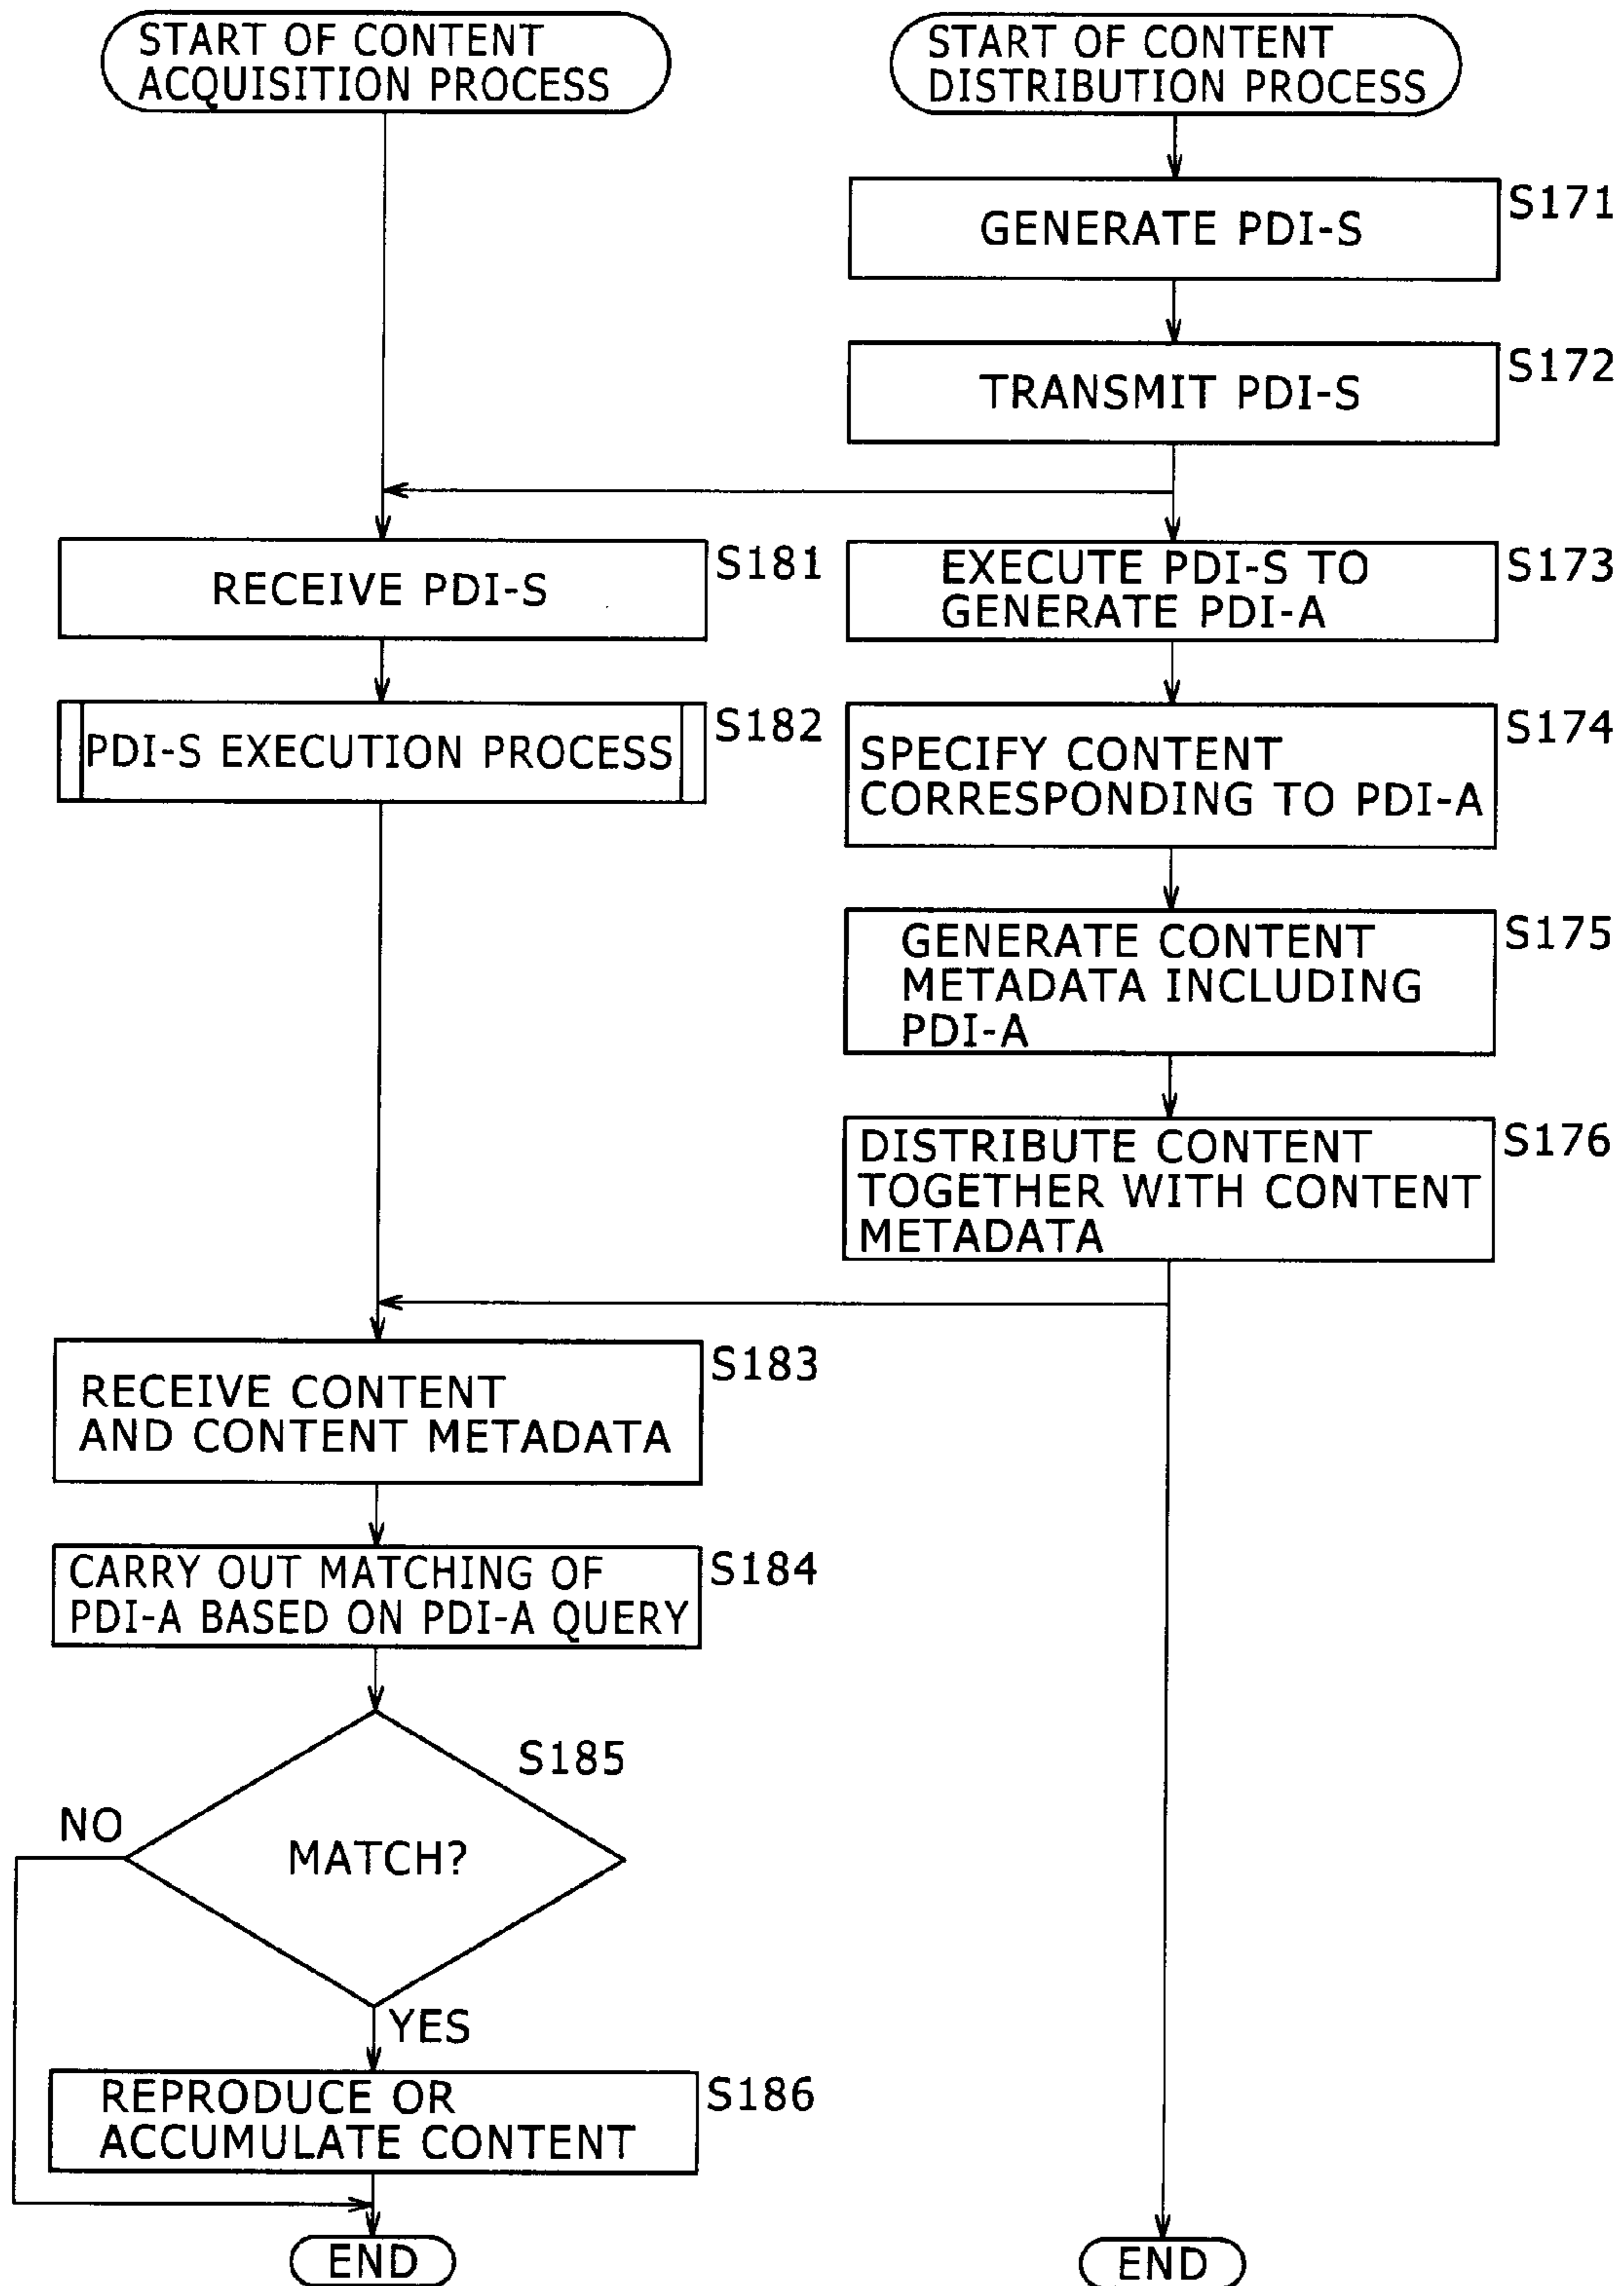 START OF CONTENT
ACQUISITION PROCESS
START OF CONTENT
DISTRIBUTION PROCESS
S171
GENERATE PDI-S
S172
TRANSMIT PDI-S
S181
RECEIVE PDI-S
S173
EXECUTE PDI-S TO
GENERATE PDI-A
S182
PDI-S EXECUTION PROCESS
S174
SPECIFY CONTENT
CORRESPONDING TO PDI-A
S175
GENERATE CONTENT
METADATA INCLUDING
PDI-A
S176
DISTRIBUTE CONTENT
TOGETHER WITH CONTENT
METADATA
S183
RECEIVE CONTENT
AND CONTENT METADATA
S184
CARRY OUT MATCHING OF
PDI-A BASED ON PDI-A QUERY
S185
NO
MATCH?
YES
S186
REPRODUCE OR
ACCUMULATE CONTENT
END
END